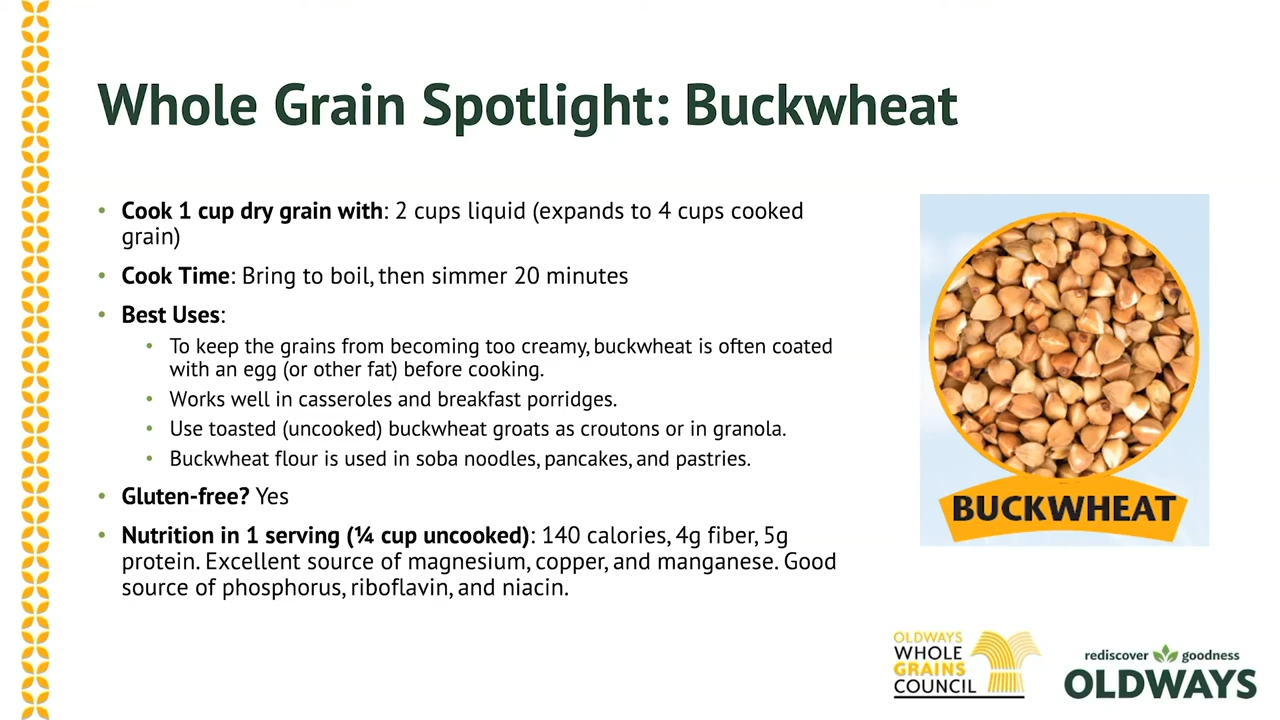 Whole Grain Spotlight: Buckwheat
• Cook 1 cup dry grain with: 2 cups liquid (expands to 4 cups cooked
grain)
• Cook Time: Bring to boil, then simmer 20 minutes
• Best Uses:
• To keep the grains from becoming too creamy, buckwheat is often coated
with an egg (or other fat) before cooking.
• Works well in casseroles and breakfast porridges.
• Use toasted (uncooked) buckwheat groats as croutons or in granola.
• Buckwheat flour is used in soba noodles, pancakes, and pastries.
• Gluten-free? Yes
• Nutrition in 1 serving (¼ cup uncooked): 140 calories, 4g fiber, 5g
protein. Excellent source of magnesium, copper, and manganese. Good
source of phosphorus, riboflavin, and niacin.
BUCKWHEAT
OLDWAYS
WHOLE
GRAINS
COUNCIL
rediscover goodness
OLDWAYS